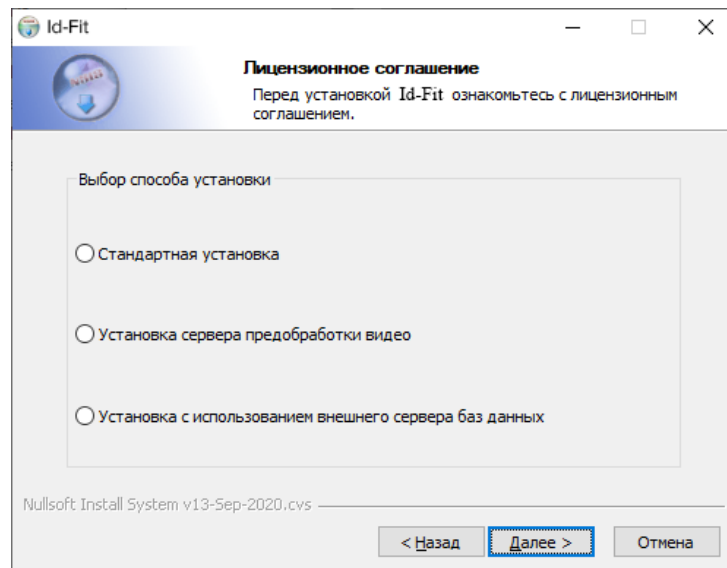 Id-Fit
Лицензионное соглашение
Перед установкой Id-Fit ознакомьтесь с лицензионным
соглашением.
Выбор способа установки
Стандартная установка
Установка сервера предобработки видео
Установка с использованием внешнего сервера баз данных
Nullsoft Install System v13-Sep-2020.cvs
< Назад
Далее >
Отмена